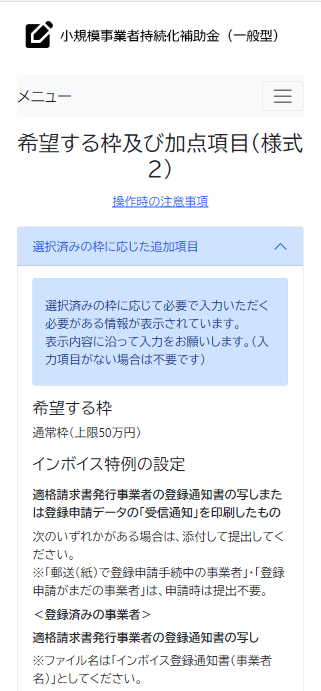 小規模事業者持続化補助金（一般型）
メニュー
希望する枠及び加点項目（様式
2）
操作時の注意事項
選択済みの枠に応じた追加項目
選択済みの枠に応じて必要で入力いただく
必要がある情報が表示されています。
表示内容に沿って入力をお願いします。（入
力項目がない場合は不要です）
希望する枠
通常枠（上限50万円）
インボイス特例の設定
適格請求書発行事業者の登録通知書の写しまた
は登録申請データの「受信通知」を印刷したもの
次のいずれかがある場合は、添付して提出してく
ださい。
※「郵送（紙）で登録申請手続中の事業者」・「登録
申請がまだの事業者」は、申請時は提出不要。
＜登録済みの事業者＞
適格請求書発行事業者の登録通知書の写し
※ファイル名は「インボイス登録通知書（事業者
名）」としてください。